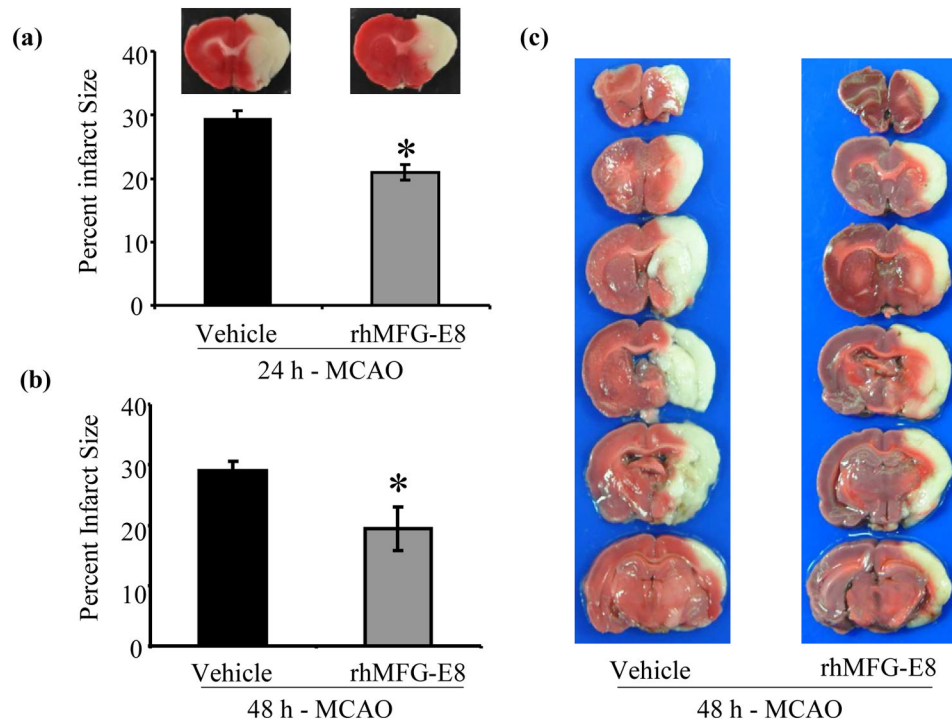 (a)
Percent infarct Size
40
30
20
10
0
Vehicle rhMFG-E8
24 h - MCAO
*
(b)
Percent Infarct Size
40
30
20
10
0
Vehicle rhMFG-E8
48 h - MCAO
*
(c)
Vehicle rhMFG-E8
48 h - MCAO